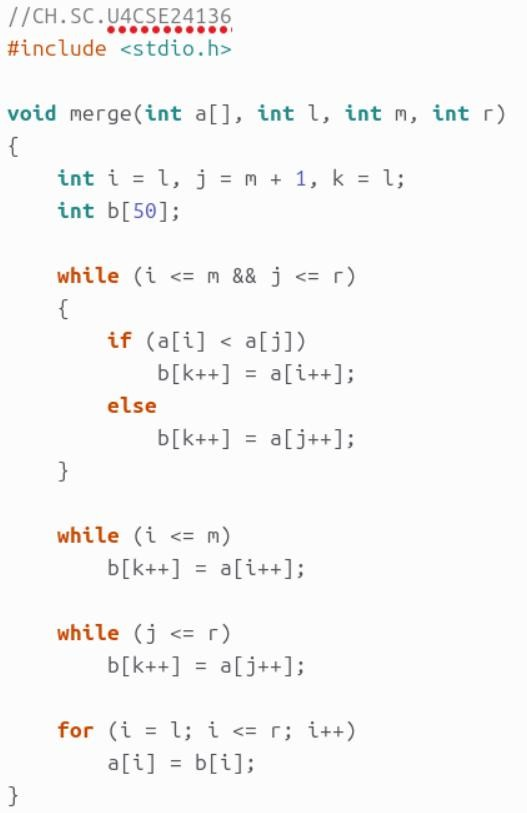 //CH.SC.U4CSE24136
#include <stdio.h>
void merge(int a[], int l, int m, int r)
{
    int i = l, j = m + 1, k = l;
    int b[50];
    while (i <= m && j <= r)
    {
        if (a[i] < a[j])
            b[k++] = a[i++];
        else
            b[k++] = a[j++];
    }
    while (i <= m)
        b[k++] = a[i++];
    while (j <= r)
        b[k++] = a[j++];
    for (i = l; i <= r; i++)
        a[i] = b[i];
}